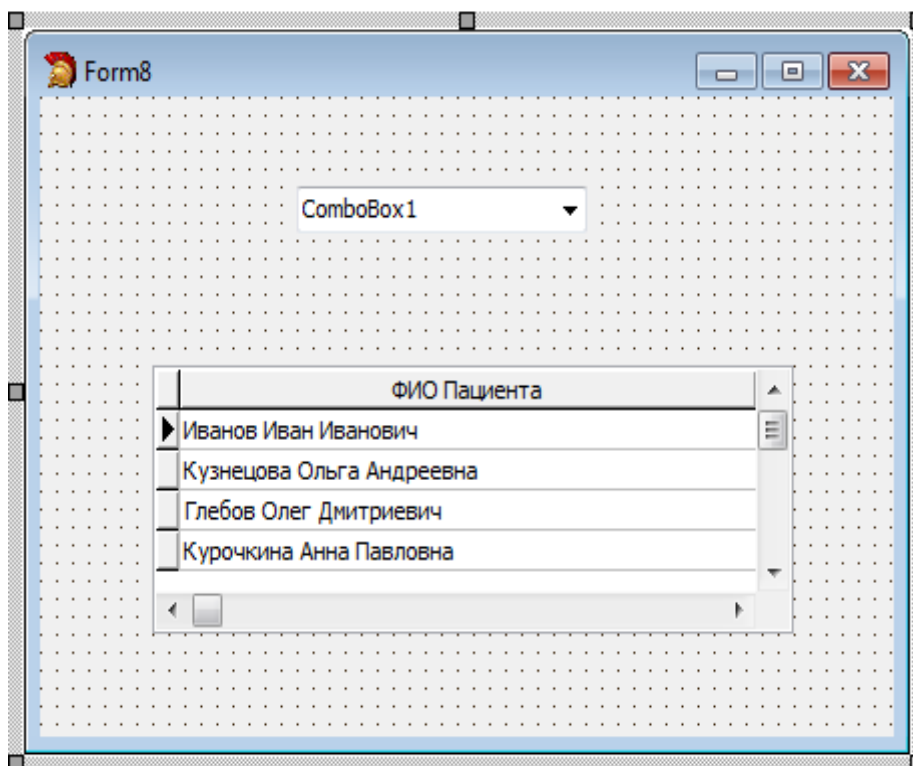 Form8
ComboBox1
ФИО Пациента
Иванов Иван Иванович
Кузнецова Ольга Андреевна
Глебов Олег Дмитриевич
Курочкина Анна Павловна